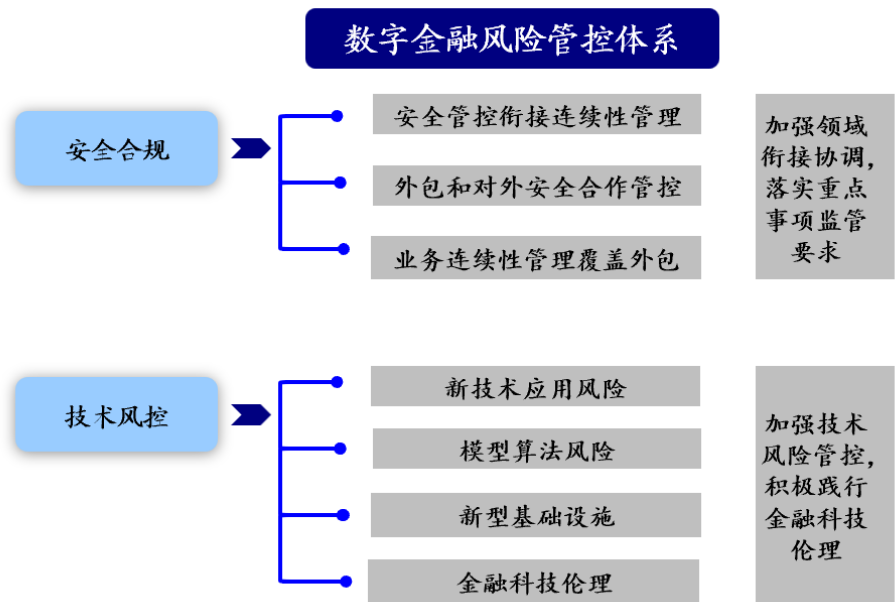 数字金融风险管控体系
安全合规
安全管控衔接连续性管理
外包和对外安全合作管控
业务连续性管理覆盖外包
加强领域
衔接协调，
落实重点
事项监管
要求
技术风控
新技术应用风险
模型算法风险
新型基础设施
金融科技伦理
加强技术
风险管控，
积极践行
金融科技
伦理